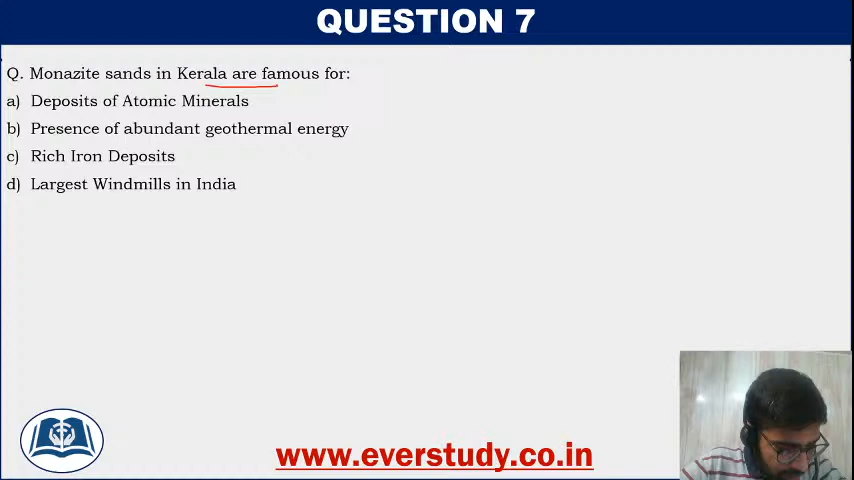 QUESTION 7
Q. Monazite sands in Kerala are famous for:
a) Deposits of Atomic Minerals
b) Presence of abundant geothermal energy
c) Rich Iron Deposits
d) Largest Windmills in India
www.everstudy.co.in